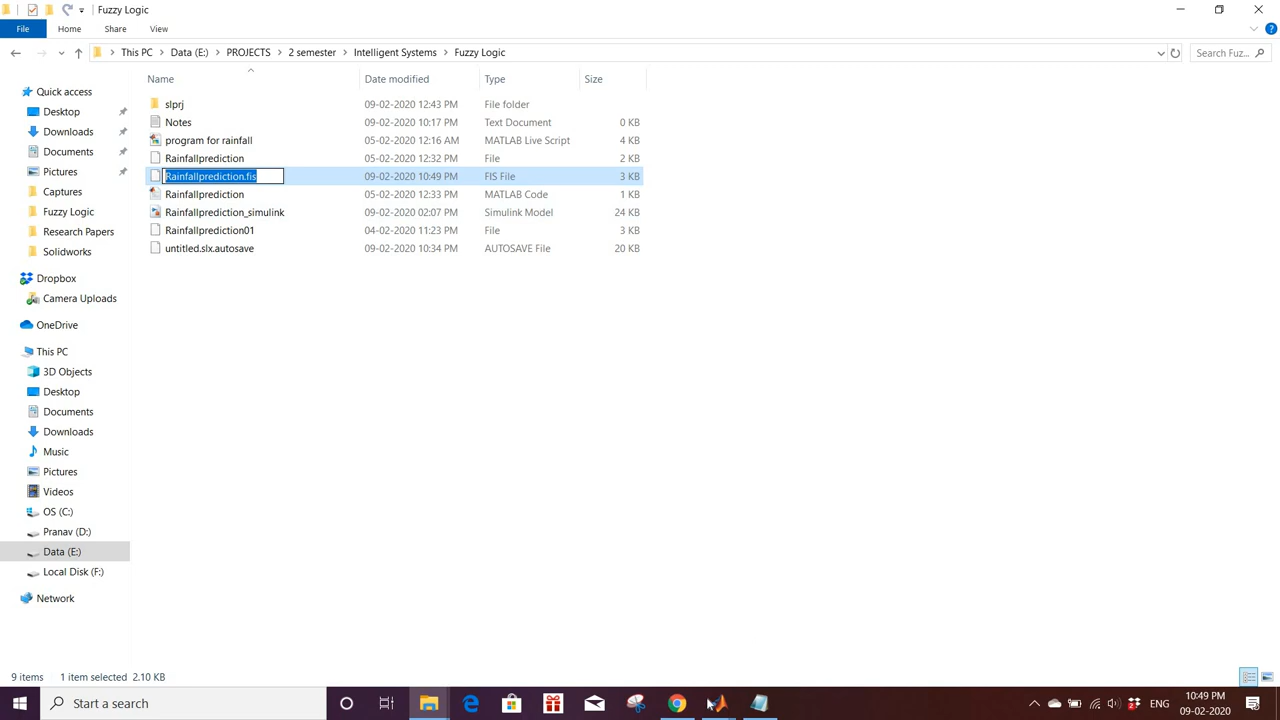 Fuzzy Logic
File Home Share View
This PC Data (E:) PROJECTS 2 semester Intelligent Systems Fuzzy Logic Search Fuz...
Name Date modified Type Size
slprj 09-02-2020 12:43 PM File folder
Notes 09-02-2020 10:17 PM Text Document 0 KB
program for rainfall 05-02-2020 12:16 AM MATLAB Live Script 4 KB
Rainfallprediction 05-02-2020 12:32 PM File 2 KB
Rainfallprediction.fis 09-02-2020 10:49 PM FIS File 3 KB
Rainfallprediction 05-02-2020 12:33 PM MATLAB Code 1 KB
Rainfallprediction_simulink 09-02-2020 02:07 PM Simulink Model 24 KB
Rainfallprediction01 04-02-2020 11:23 PM File 3 KB
untitled.slx.autosave 09-02-2020 10:34 PM AUTOSAVE File 20 KB
Quick access
Desktop
Downloads
Documents
Pictures
Captures
Fuzzy Logic
Research Papers
Solidworks
Dropbox
Camera Uploads
OneDrive
This PC
3D Objects
Desktop
Documents
Downloads
Music
Pictures
Videos
OS (C:)
Pranav (D:)
Data (E:)
Local Disk (F:)
Network
9 items 1 item selected 2.10 KB
Start a search
ENG
10:49 PM
09-02-2020